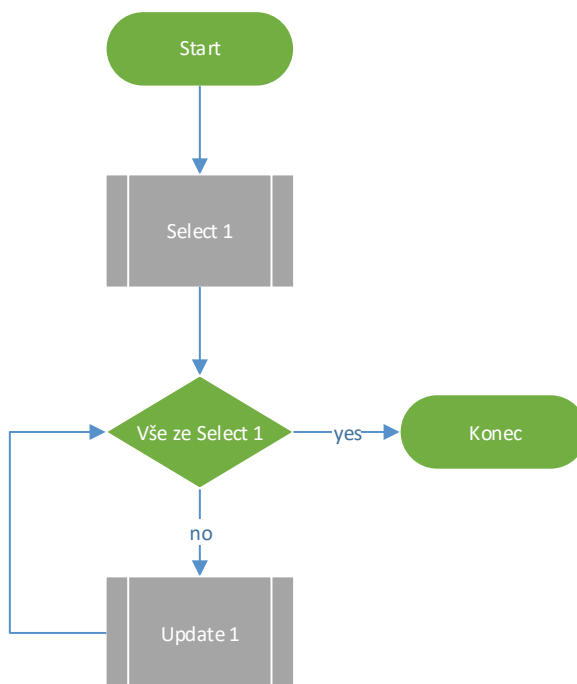 Start
Select 1
Vše ze Select 1
yes
Konec
no
Update 1